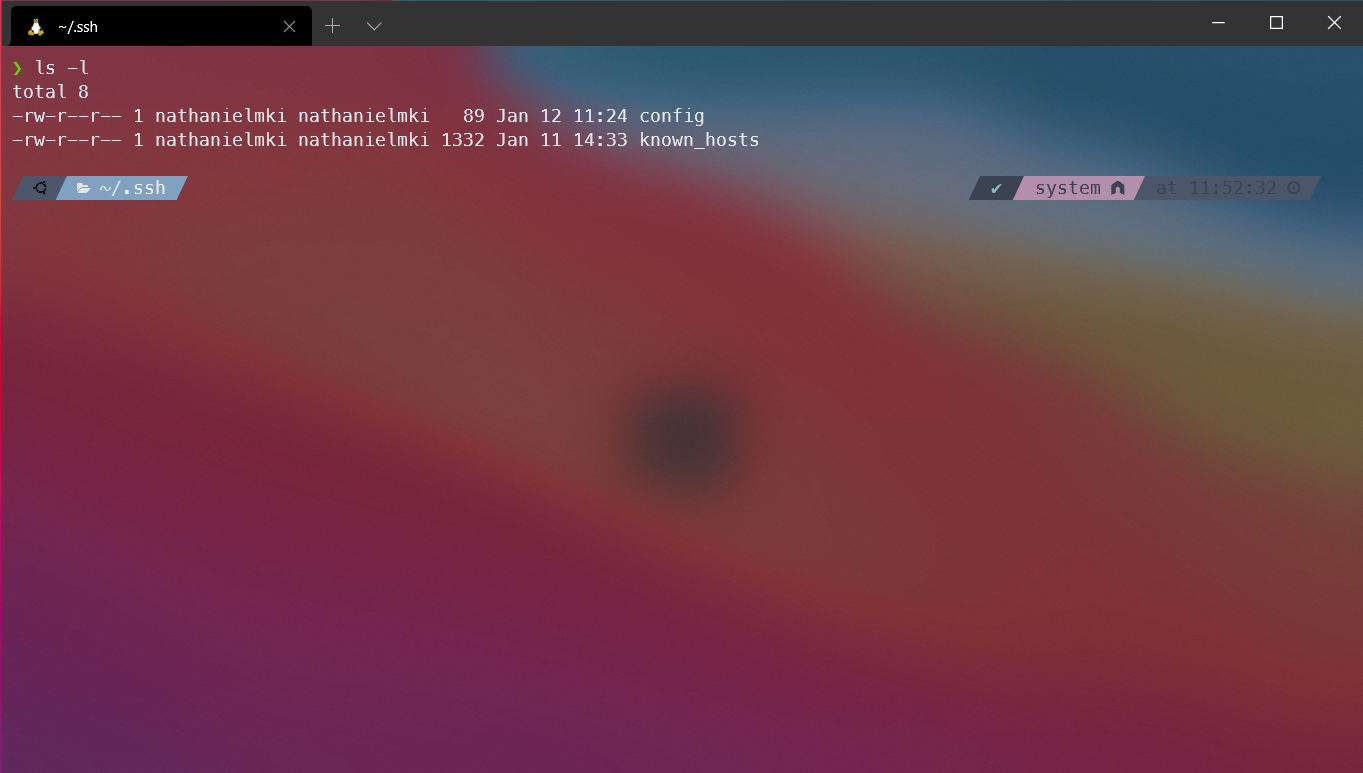 ~/.ssh
❯ ls -l
total 8
-rw-r--r-- 1 nathanielmki nathanielmki   89 Jan 12 11:24 config
-rw-r--r-- 1 nathanielmki nathanielmki 1332 Jan 11 14:33 known_hosts
~/.ssh ✔ system at 11:52:32